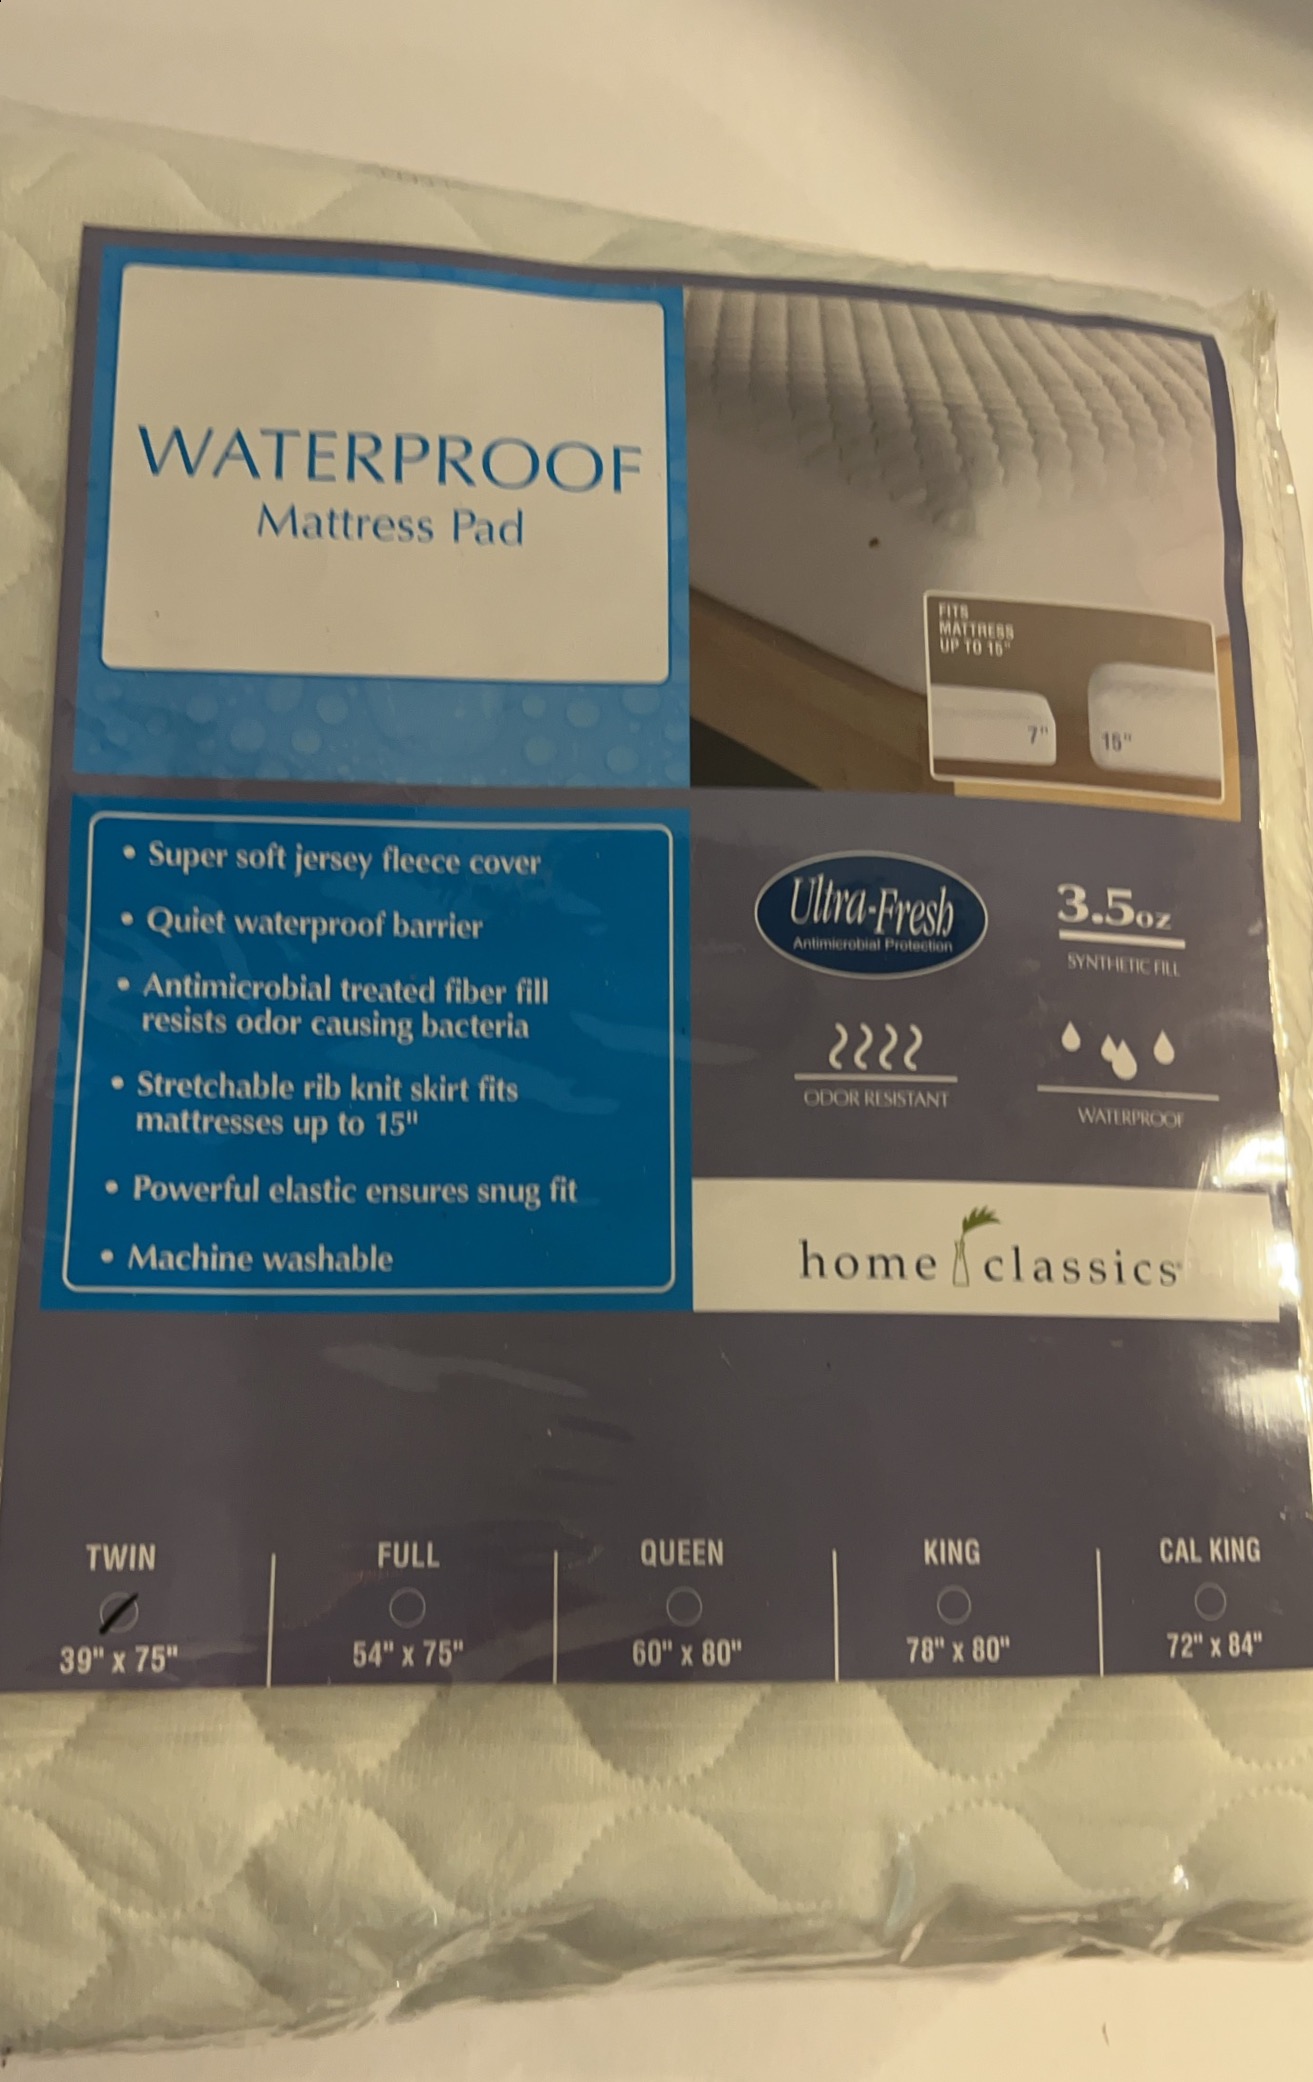 WATERPROOF
Mattress Pad
FITS
MATTRESS
UP TO 15"
7"
15"
• Super soft jersey fleece cover
• Quiet waterproof barrier
• Antimicrobial treated fiber fill
resists odor causing bacteria
• Stretchable rib knit skirt fits
mattresses up to 15"
• Powerful elastic ensures snug fit
• Machine washable
Ultra-Fresh
Antimicrobial Protection
3.5oz
SYNTHETIC FILL
ODOR RESISTANT
WATERPROOF
home classics
TWIN
39" x 75"
FULL
54" x 75"
QUEEN
60" x 80"
KING
78" x 80"
CAL KING
72" x 84"